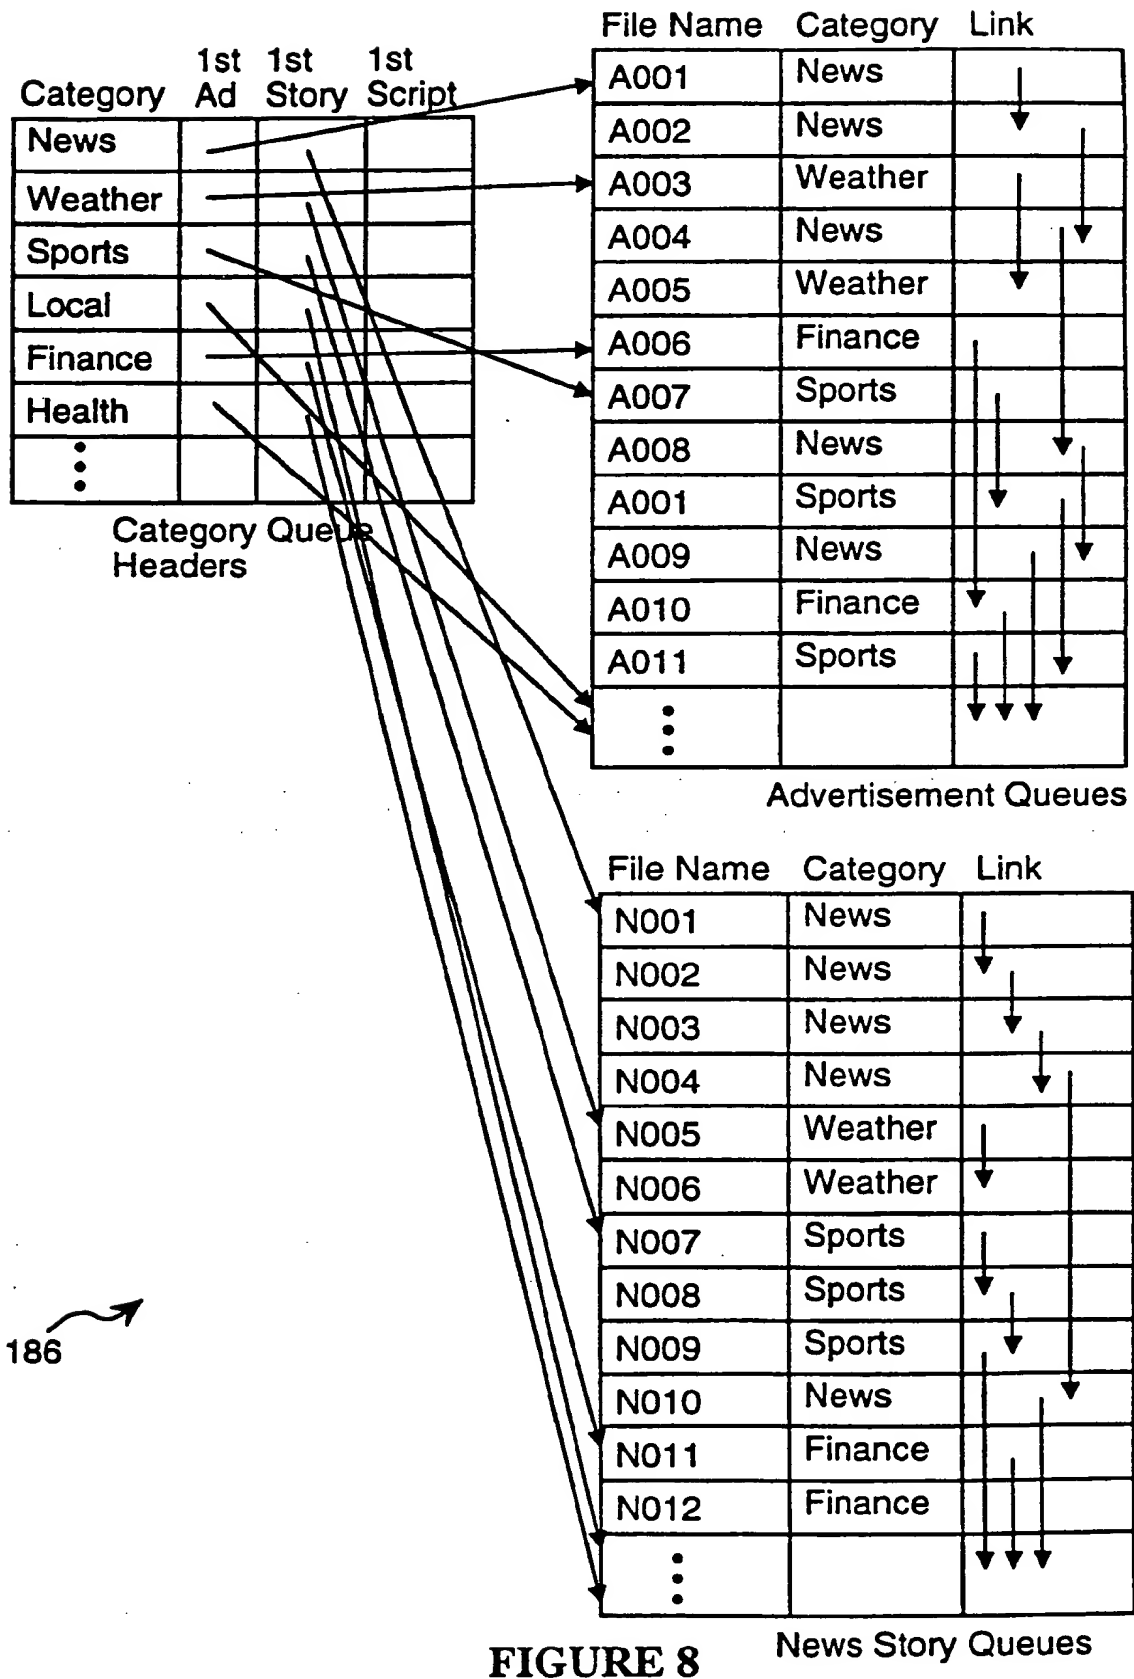 Category 1st Ad 1st Story 1st Script
News
Weather
Sports
Local
Finance
Health
Category Queue
Headers
File Name Category Link
A001 News
A002 News
A003 Weather
A004 News
A005 Weather
A006 Finance
A007 Sports
A008 News
A001 Sports
A009 News
A010 Finance
A011 Sports
Advertisement Queues
File Name Category Link
N001 News
N002 News
N003 News
N004 News
N005 Weather
N006 Weather
N007 Sports
N008 Sports
N009 Sports
N010 News
N011 Finance
N012 Finance
News Story Queues
186
FIGURE 8